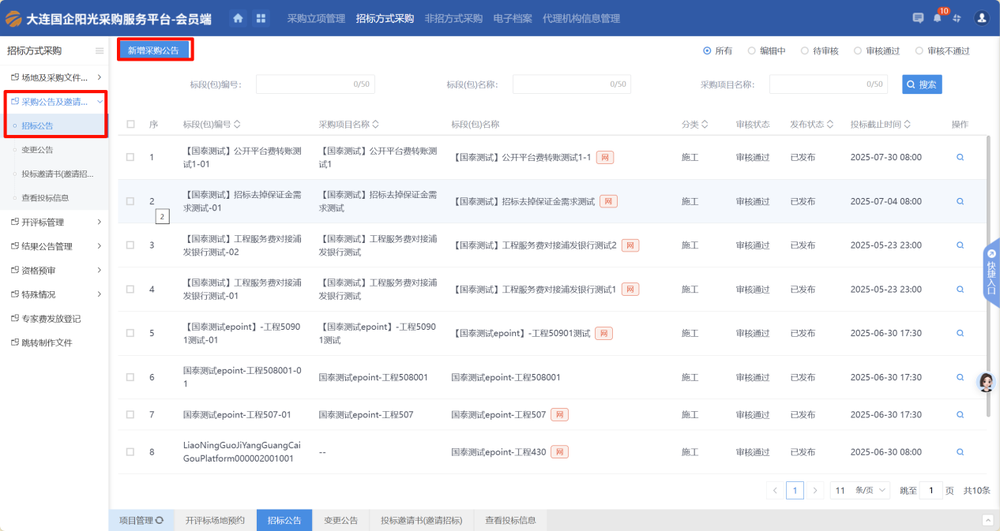 大连国企阳光采购服务平台-会员端
采购立项管理 招标方式采购 非招方式采购 电子档案 代理机构信息管理
10
招标方式采购
场地及采购文件...
采购公告及邀请...
招标公告
变更公告
投标邀请书(邀请招...
查看投标信息
开评标管理
结果公告管理
资格预审
特殊情况
专家费发放登记
跳转制作文件
新增采购公告
所有 编辑中 待审核 审核通过 审核不通过
标段(包)编号: 0/50 标段(包)名称: 0/50 采购项目名称: 0/50 搜索
序 标段(包)编号 采购项目名称 标段(包)名称 分类 审核状态 发布状态 投标截止时间 操作
1 【国泰测试】公开平台费转账测试1-01 【国泰测试】公开平台费转账测试1 【国泰测试】公开平台费转账测试1-1 网 施工 审核通过 已发布 2025-07-30 08:00
2 【国泰测试】招标去掉保证金需求测试-01 【国泰测试】招标去掉保证金需求测试 【国泰测试】招标去掉保证金需求测试 网 施工 审核通过 已发布 2025-07-04 08:00
2
3 【国泰测试】工程服务费对接浦发银行测试-02 【国泰测试】工程服务费对接浦发银行测试 【国泰测试】工程服务费对接浦发银行测试2 网 施工 审核通过 已发布 2025-05-23 23:00
4 【国泰测试】工程服务费对接浦发银行测试-01 【国泰测试】工程服务费对接浦发银行测试 【国泰测试】工程服务费对接浦发银行测试1 网 施工 审核通过 已发布 2025-05-23 23:00
5 【国泰测试epoint】-工程50901测试-01 【国泰测试epoint】-工程50901测试 【国泰测试epoint】-工程50901测试 网 施工 审核通过 已发布 2025-06-30 17:30
6 国泰测试epoint-工程508001-01 国泰测试epoint-工程508001 国泰测试epoint-工程508001 施工 审核通过 已发布 2025-06-30 17:30
7 国泰测试epoint-工程507-01 国泰测试epoint-工程507 国泰测试epoint-工程507 网 施工 审核通过 已发布 2025-06-30 17:30
8 LiaoNingGuoJiYangGuangCaiGouPlatform000002001001 -- 国泰测试epoint-工程430 网 施工 审核通过 已发布 2025-06-30 08:00
快捷入口
1 11 条/页 跳至 1 页 共10条
项目管理 开评标场地预约 招标公告 变更公告 投标邀请书(邀请招标) 查看投标信息